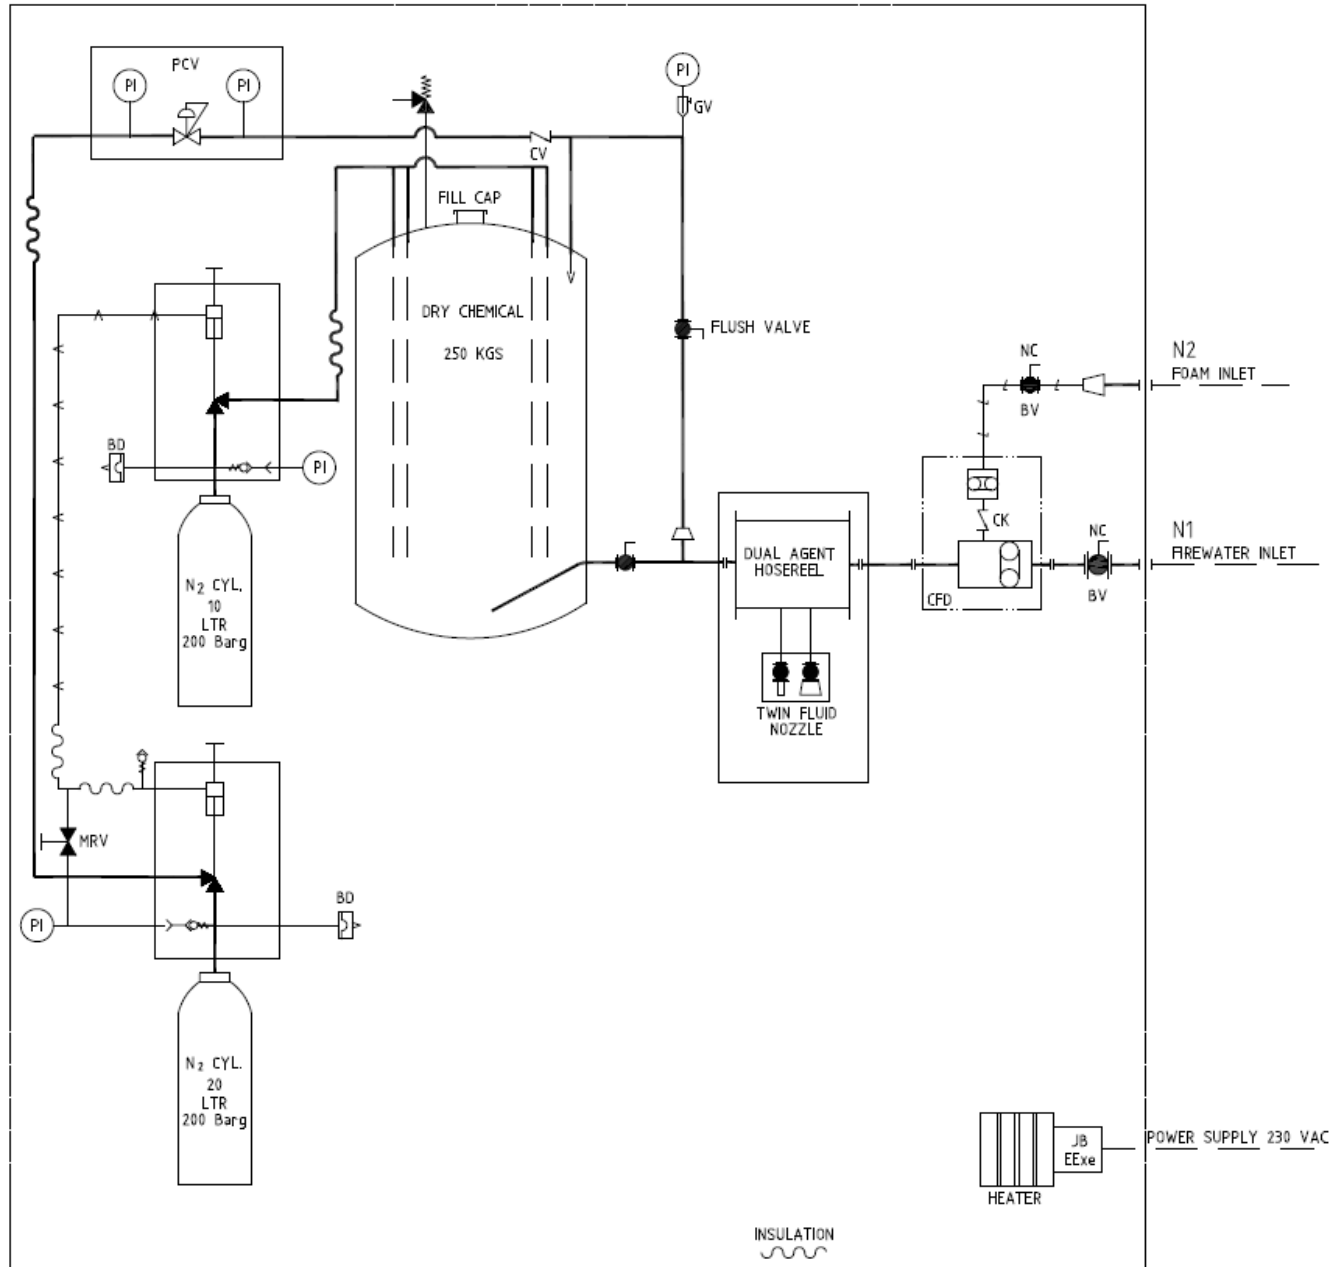 PCV
PI
PI
PI
GV
CV
FILL CAP
DRY CHEMICAL
250 KGS
FLUSH VALVE
NC
BV
N2
FOAM INLET
BD
PI
CK
NC
BV
N1
FIREWATER INLET
DUAL AGENT
HOSEREEL
CFD
N₂ CYL.
10
LTR
200 Barg
TWIN FLUID
NOZZLE
MRV
PI
BD
N₂ CYL.
20
LTR
200 Barg
JB
EExe
POWER SUPPLY 230 VAC
HEATER
INSULATION